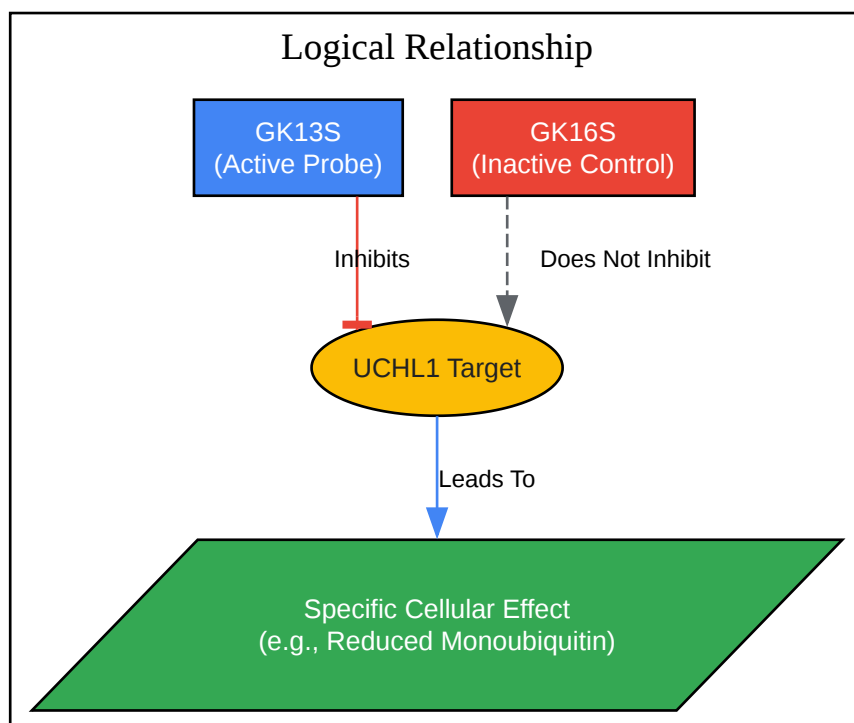 Logical Relationship
GK13S
(Active Probe)
GK16S
(Inactive Control)
Inhibits
Does Not Inhibit
UCHL1 Target
Leads To
Specific Cellular Effect
(e.g., Reduced Monoubiquitin)